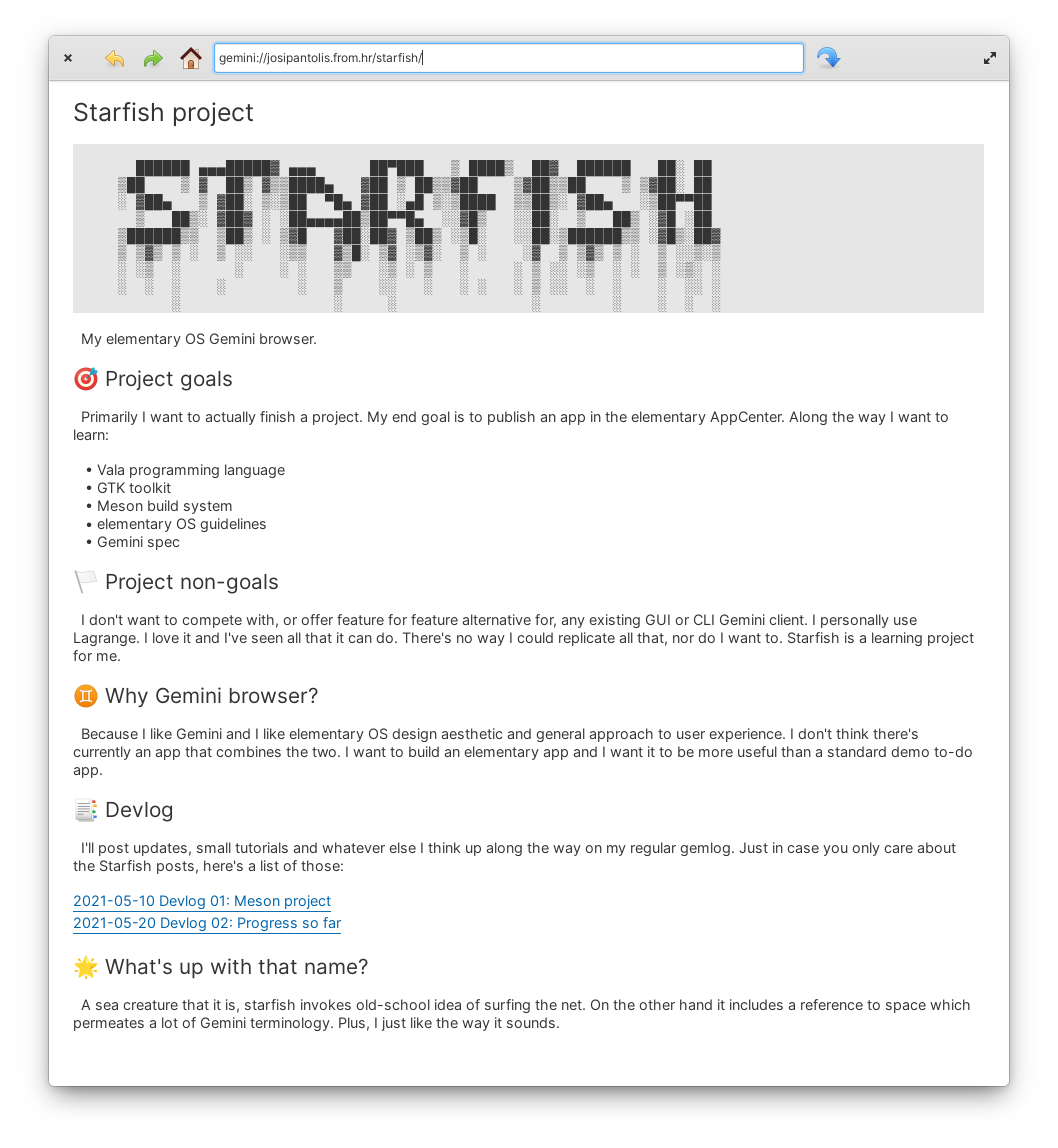 gemini://josipantolis.from.hr/starfish/
Starfish project
STARFISH
My elementary OS Gemini browser.
🎯 Project goals
Primarily I want to actually finish a project. My end goal is to publish an app in the elementary AppCenter. Along the way I want to
learn:
• Vala programming language
• GTK toolkit
• Meson build system
• elementary OS guidelines
• Gemini spec
🏳 Project non-goals
I don't want to compete with, or offer feature for feature alternative for, any existing GUI or CLI Gemini client. I personally use
Lagrange. I love it and I've seen all that it can do. There's no way I could replicate all that, nor do I want to. Starfish is a learning project
for me.
♊ Why Gemini browser?
Because I like Gemini and I like elementary OS design aesthetic and general approach to user experience. I don't think there's
currently an app that combines the two. I want to build an elementary app and I want it to be more useful than a standard demo to-do
app.
📑 Devlog
I'll post updates, small tutorials and whatever else I think up along the way on my regular gemlog. Just in case you only care about
the Starfish posts, here's a list of those:
2021-05-10 Devlog 01: Meson project
2021-05-20 Devlog 02: Progress so far
🌟 What's up with that name?
A sea creature that it is, starfish invokes old-school idea of surfing the net. On the other hand it includes a reference to space which
permeates a lot of Gemini terminology. Plus, I just like the way it sounds.